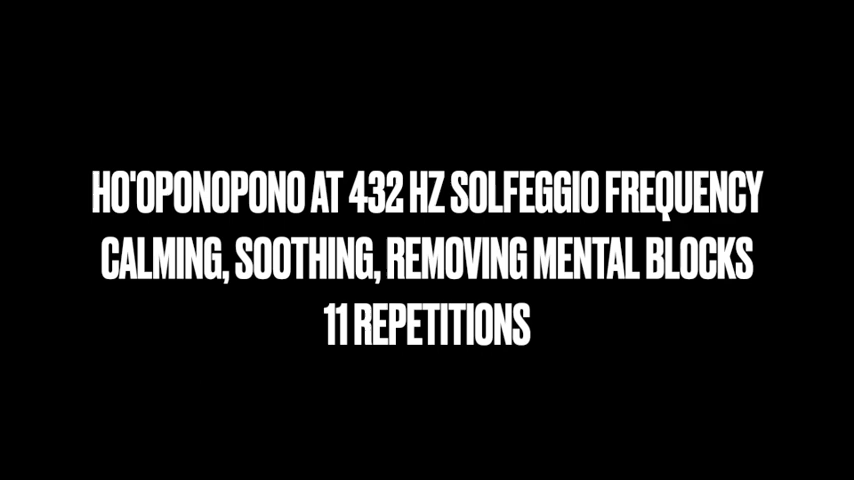 HO'OPONOPONO AT 432 HZ SOLFEGGIO FREQUENCY
CALMING, SOOTHING, REMOVING MENTAL BLOCKS
11 REPETITIONS